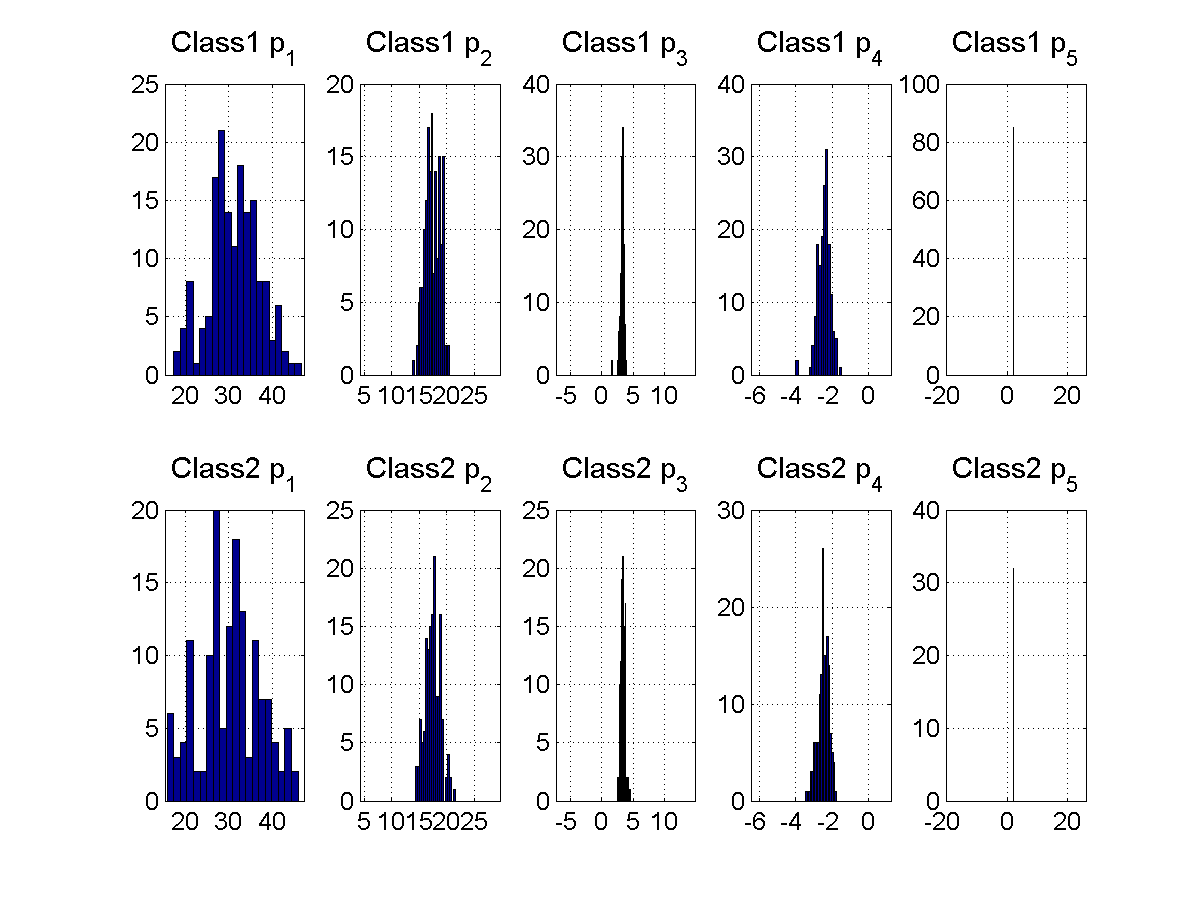 Class1 p1 Class1 p2 Class1 p3 Class1 p4 Class1 p5
25 20 40 40 100
20 15 30 30 80
15 10 20 20 60
10 5 10 10 40
5 20
0 0 0 0 0
20 30 40 5 10 15 20 25 -5 0 5 10 -6 -4 -2 0 -20 0 20
Class2 p1 Class2 p2 Class2 p3 Class2 p4 Class2 p5
20 25 25 30 40
15 20 20 20 30
10 15 15 10 20
5 10 10 10
5 5
0 0 0 0 0
20 30 40 5 10 15 20 25 -5 0 5 10 -6 -4 -2 0 -20 0 20